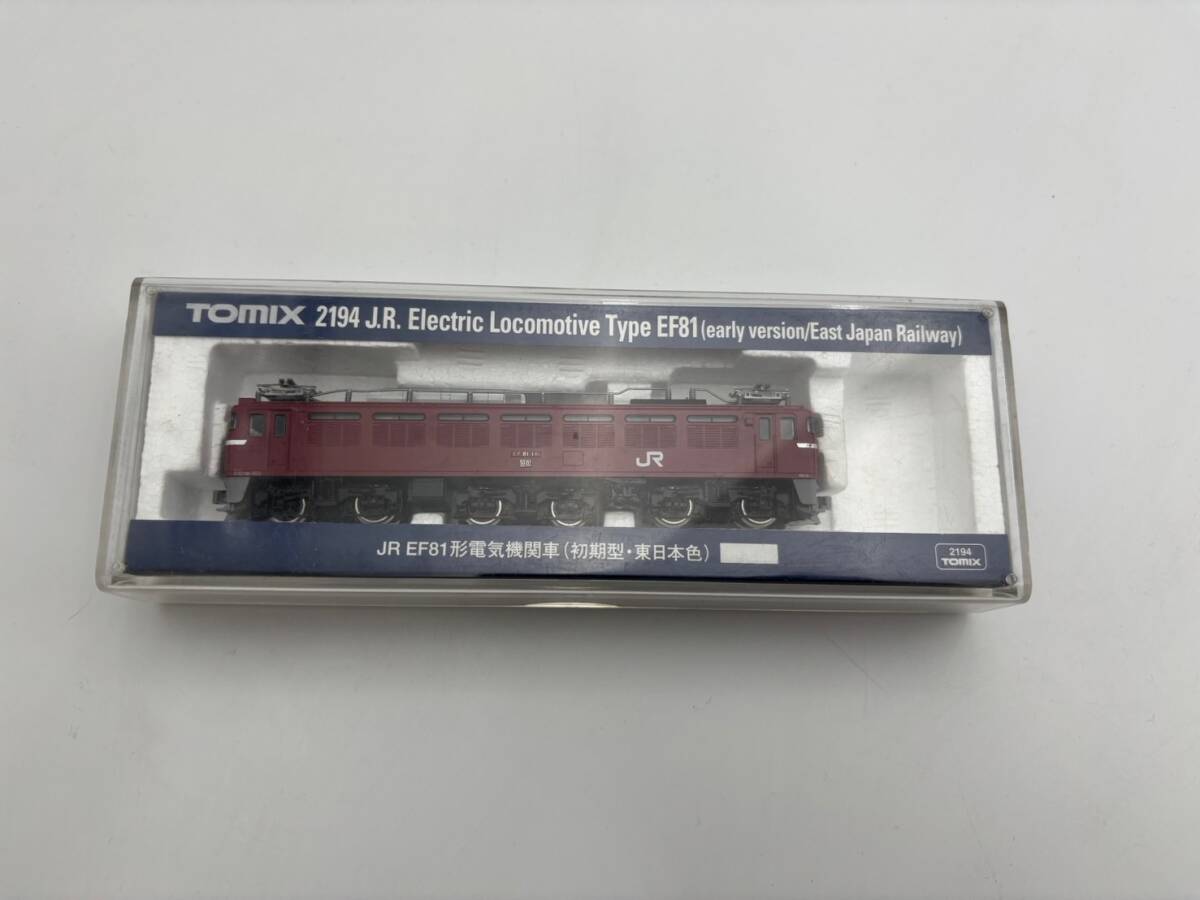 TOMIX 2194 J.R. Electric Locomotive Type EF81 (early version/East Japan Railway)
JR
JR EF81形電気機関車(初期型・東日本色)
2194
TOMIX